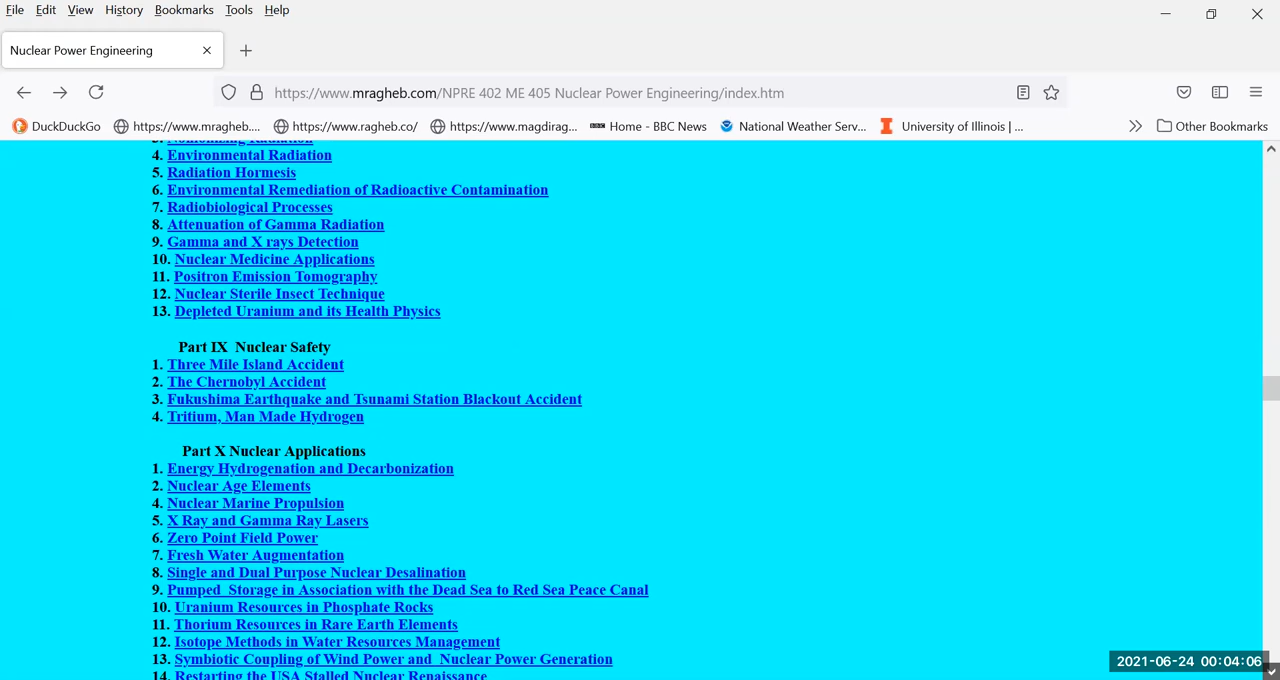 File Edit View History Bookmarks Tools Help
Nuclear Power Engineering
https://www.mragheb.com/NPRE 402 ME 405 Nuclear Power Engineering/index.htm
DuckDuckGo https://www.mragheb.... https://www.ragheb.co/ https://www.magdirag... Home - BBC News National Weather Serv... University of Illinois | ... Other Bookmarks
3. Nonionizing Radiation
4. Environmental Radiation
5. Radiation Hormesis
6. Environmental Remediation of Radioactive Contamination
7. Radiobiological Processes
8. Attenuation of Gamma Radiation
9. Gamma and X rays Detection
10. Nuclear Medicine Applications
11. Positron Emission Tomography
12. Nuclear Sterile Insect Technique
13. Depleted Uranium and its Health Physics
Part IX Nuclear Safety
1. Three Mile Island Accident
2. The Chernobyl Accident
3. Fukushima Earthquake and Tsunami Station Blackout Accident
4. Tritium, Man Made Hydrogen
Part X Nuclear Applications
1. Energy Hydrogenation and Decarbonization
2. Nuclear Age Elements
4. Nuclear Marine Propulsion
5. X Ray and Gamma Ray Lasers
6. Zero Point Field Power
7. Fresh Water Augmentation
8. Single and Dual Purpose Nuclear Desalination
9. Pumped Storage in Association with the Dead Sea to Red Sea Peace Canal
10. Uranium Resources in Phosphate Rocks
11. Thorium Resources in Rare Earth Elements
12. Isotope Methods in Water Resources Management
13. Symbiotic Coupling of Wind Power and Nuclear Power Generation
14. Restarting the USA Stalled Nuclear Renaissance
2021-06-24 00:04:06